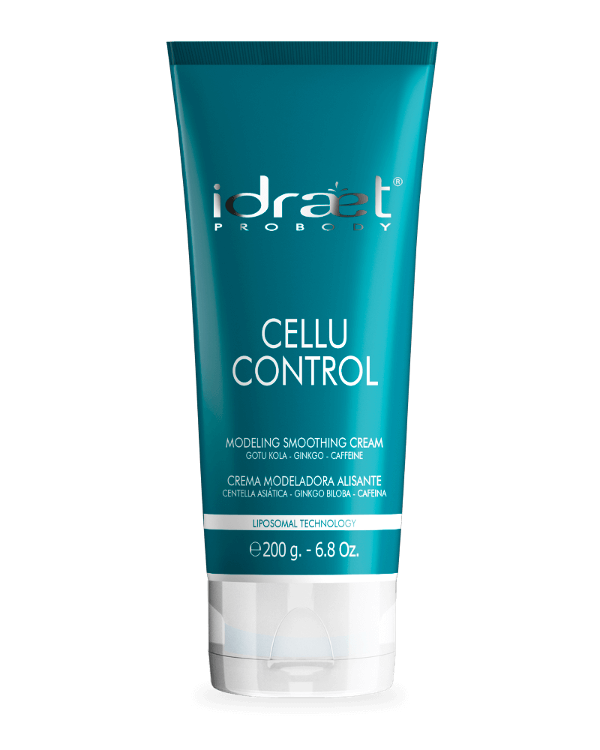 idraet®
PROBODY
CELLU
CONTROL
MODELING SMOOTHING CREAM
GOTU KOLA - GINKGO - CAFFEINE
CREMA MODELADORA ALISANTE
CENTELLA ASIÁTICA - GINKGO BILOBA - CAFEINA
LIPOSOMAL TECHNOLOGY
℮200 g. - 6.8 Oz.